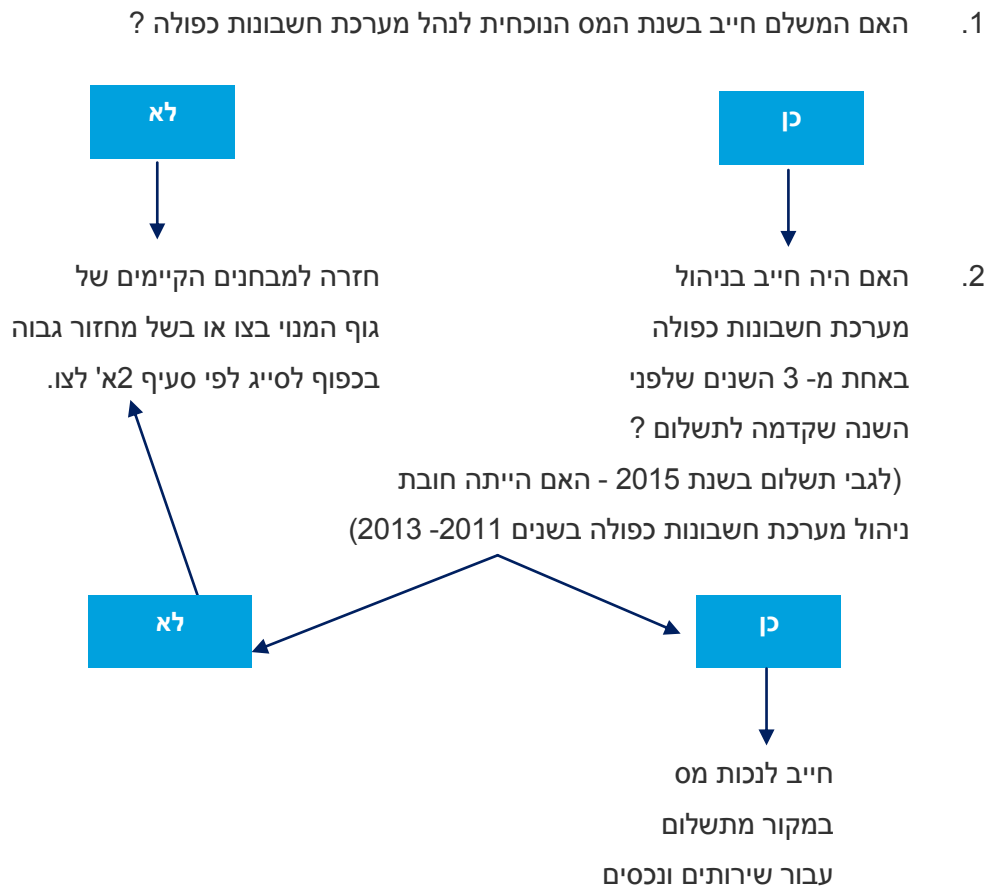 1. האם המשלם חייב בשנת המס הנוכחית לנהל מערכת חשבונות כפולה ?
כן
לא
2. האם היה חייב בניהול
מערכת חשבונות כפולה
באחת מ- 3 השנים שלפני
השנה שקדמה לתשלום ?
(לגבי תשלום בשנת 2015 - האם הייתה חובת
ניהול מערכת חשבונות כפולה בשנים 2011- 2013)
חזרה למבחנים הקיימים של
גוף המנוי בצו או בשל מחזור גבוה
בכפוף לסייג לפי סעיף 2א' לצו.
כן
לא
חייב לנכות מס
במקור מתשלום
עבור שירותים ונכסים